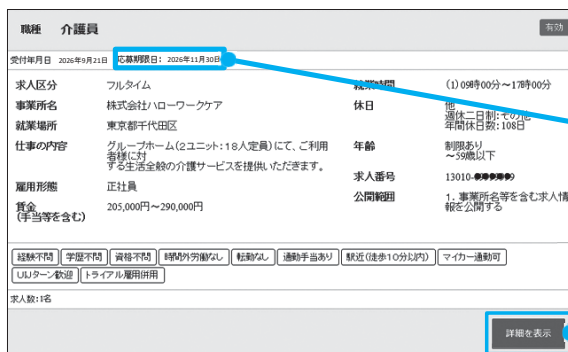 職種 介護員 有効
受付年月日 2026年9月21日 応募期限日：2026年11月30日
求人区分 フルタイム
事業所名 株式会社ハローワークケア
就業場所 東京都千代田区
仕事の内容 グループホーム(2ユニット:18人定員)にて、ご利用
者様に対
する生活全般の介護サービスを提供いただきます。
雇用形態 正社員
賃金 205,000円～290,000円
(手当等を含む)
就業時間 (1)09時00分～17時00分
休日 他
週休二日制:その他
年間休日数:108日
年齢 制限あり
～59歳以下
求人番号 13010-
公開範囲 1．事業所名等を含む求人情
報を公開する
経験不問 学歴不問 資格不問 時間外労働なし 転勤なし 通勤手当あり 駅近(徒歩10分以内) マイカー通勤可
UIJターン歓迎 トライアル雇用併用
求人数:1名
詳細を表示